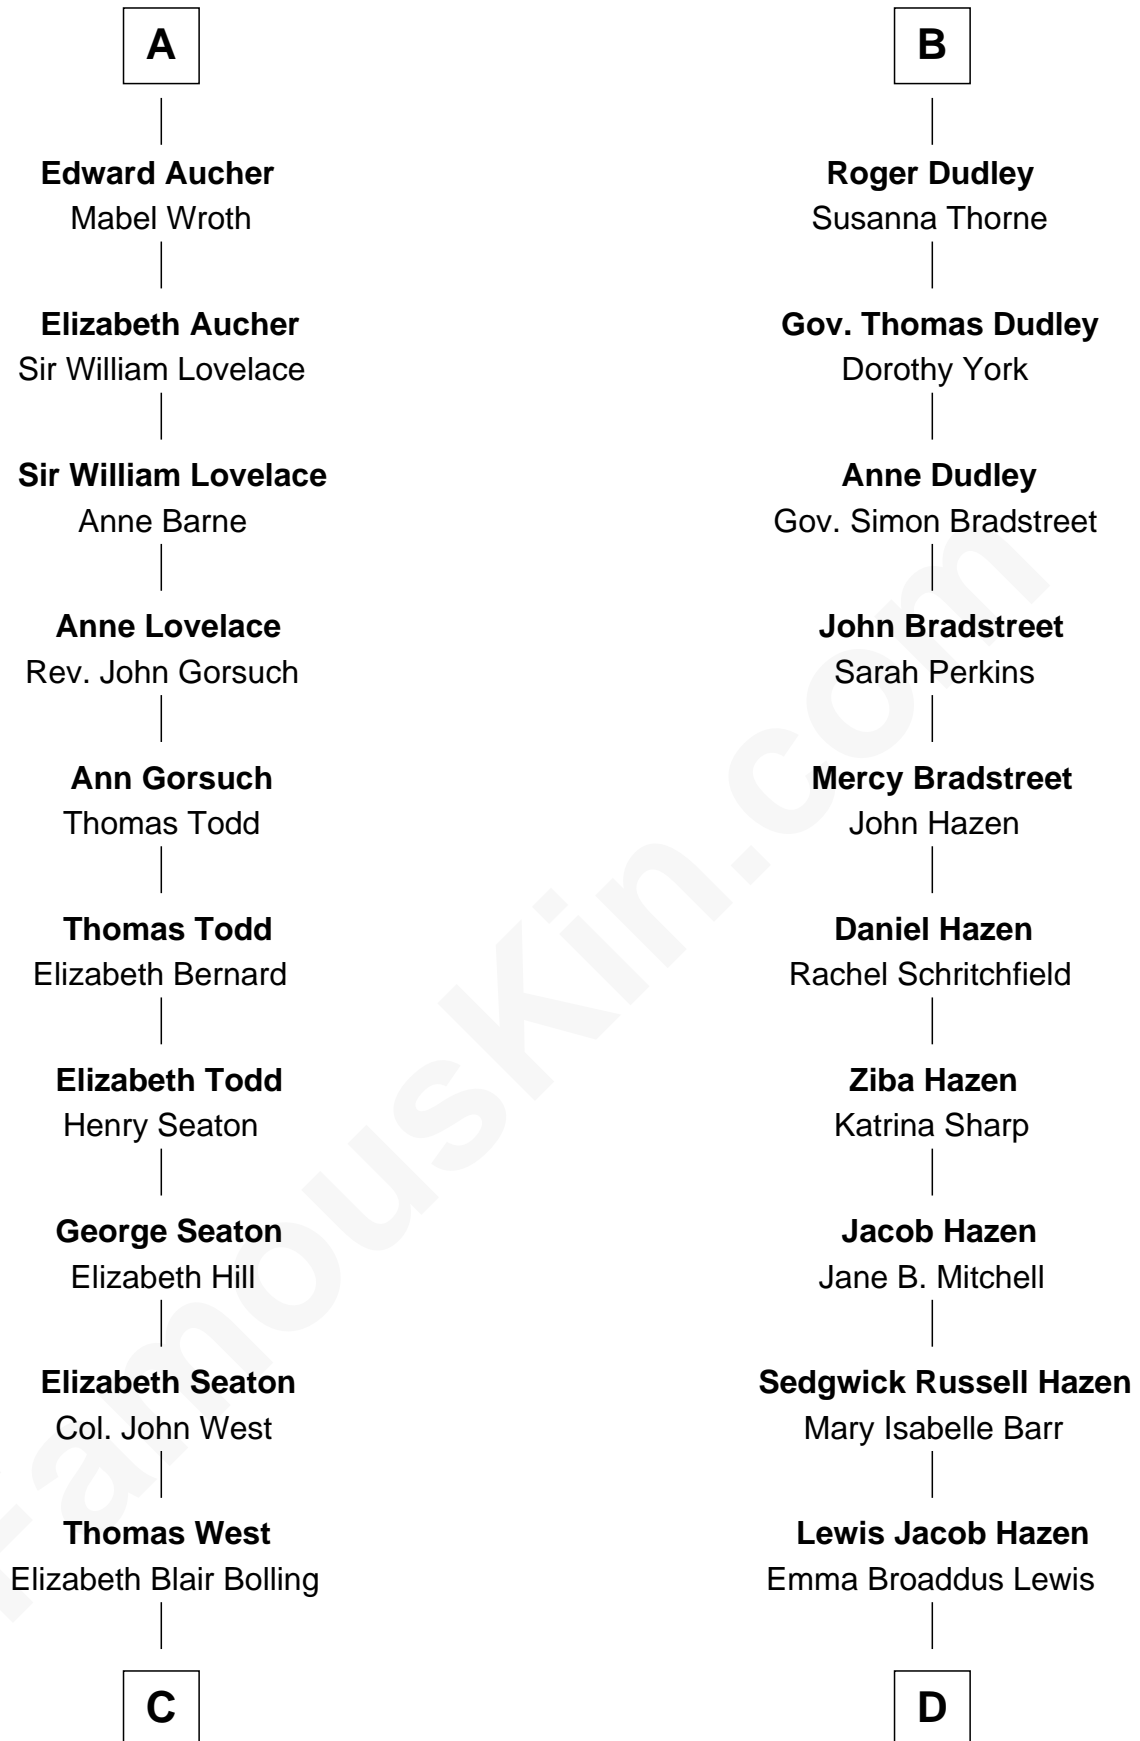 A
Edward Aucher
Mabel Wroth
Elizabeth Aucher
Sir William Lovelace
Sir William Lovelace
Anne Barne
Anne Lovelace
Rev. John Gorsuch
Ann Gorsuch
Thomas Todd
Thomas Todd
Elizabeth Bernard
Elizabeth Todd
Henry Seaton
George Seaton
Elizabeth Hill
Elizabeth Seaton
Col. John West
Thomas West
Elizabeth Blair Bolling
C
B
Roger Dudley
Susanna Thorne
Gov. Thomas Dudley
Dorothy York
Anne Dudley
Gov. Simon Bradstreet
John Bradstreet
Sarah Perkins
Mercy Bradstreet
John Hazen
Daniel Hazen
Rachel Schritchfield
Ziba Hazen
Katrina Sharp
Jacob Hazen
Jane B. Mitchell
Sedgwick Russell Hazen
Mary Isabelle Barr
Lewis Jacob Hazen
Emma Broaddus Lewis
D
FamousKin.com